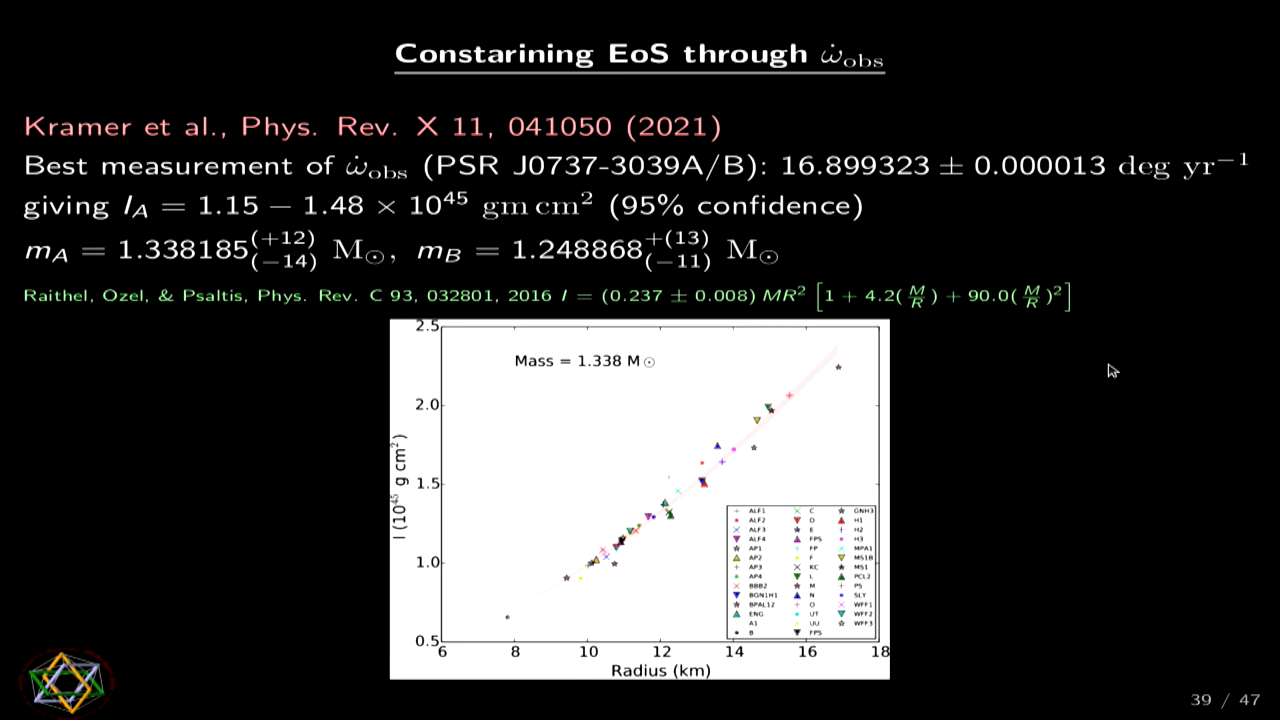 Constarining EoS through ω̇obs
Kramer et al., Phys. Rev. X 11, 041050 (2021)
Best measurement of ω̇obs (PSR J0737-3039A/B): 16.899323 ± 0.000013 deg yr⁻¹
giving I_A = 1.15 − 1.48 × 10⁴⁵ gm cm² (95% confidence)
m_A = 1.338185(+12)(−14) M⊙, m_B = 1.248868+(13)(−11) M⊙
Raithel, Ozel, & Psaltis, Phys. Rev. C 93, 032801, 2016 I = (0.237 ± 0.008) MR² [1 + 4.2(M/R) + 90.0(M/R)²]
2.5
Mass = 1.338 M⊙
2.0
1.5
1.0
0.5
I (10⁴⁵ g cm²)
ALF1 C GNH3
ALF2 D H1
ALF3 E H2
ALF4 FPS H3
AP1 FP MPA1
AP2 F MS1B
AP3 KC MS1
AP4 L PCL2
BBB2 M PS
BGN1H1 N SLY
BPAL12 O WFF1
ENG UT WFF2
A1 UU WFF3
B FPS
6 8 10 12 14 16 18
Radius (km)
39 / 47